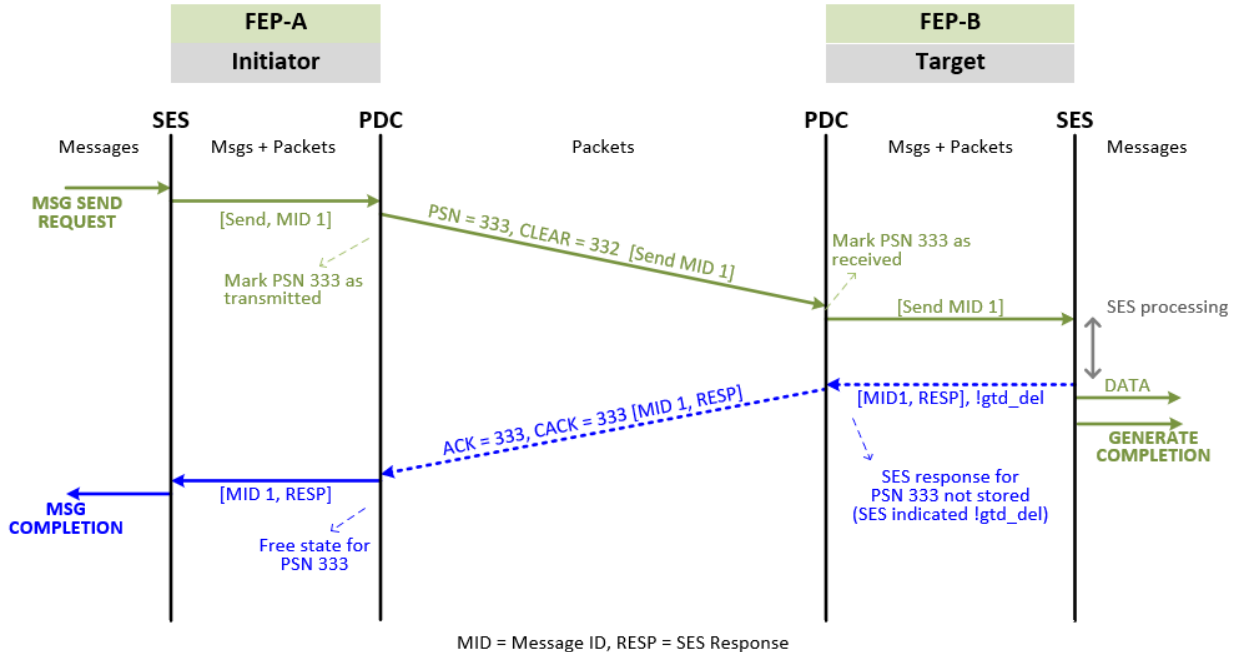 FEP-A
Initiator
FEP-B
Target
SES
PDC
PDC
SES
Messages
Msgs + Packets
Packets
Msgs + Packets
Messages
MSG SEND
REQUEST
[Send, MID 1]
PSN = 333, CLEAR = 332 [Send MID 1]
Mark PSN 333 as
transmitted
Mark PSN 333 as
received
[Send MID 1]
SES processing
[MID1, RESP], !gtd_del
DATA
GENERATE
COMPLETION
ACK = 333, CACK = 333 [MID 1, RESP]
SES response for
PSN 333 not stored
(SES indicated !gtd_del)
[MID 1, RESP]
MSG
COMPLETION
Free state for
PSN 333
MID = Message ID, RESP = SES Response